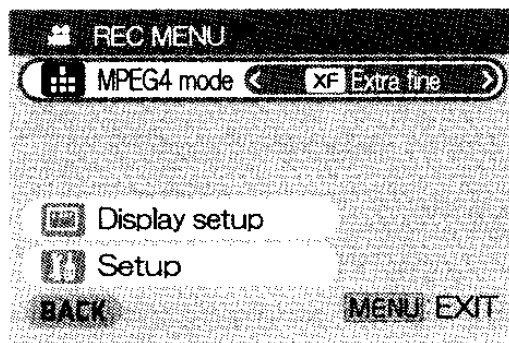 REC MENU
MPEG4 mode XF Extra fine
Display setup
Setup
BACK MENU EXIT